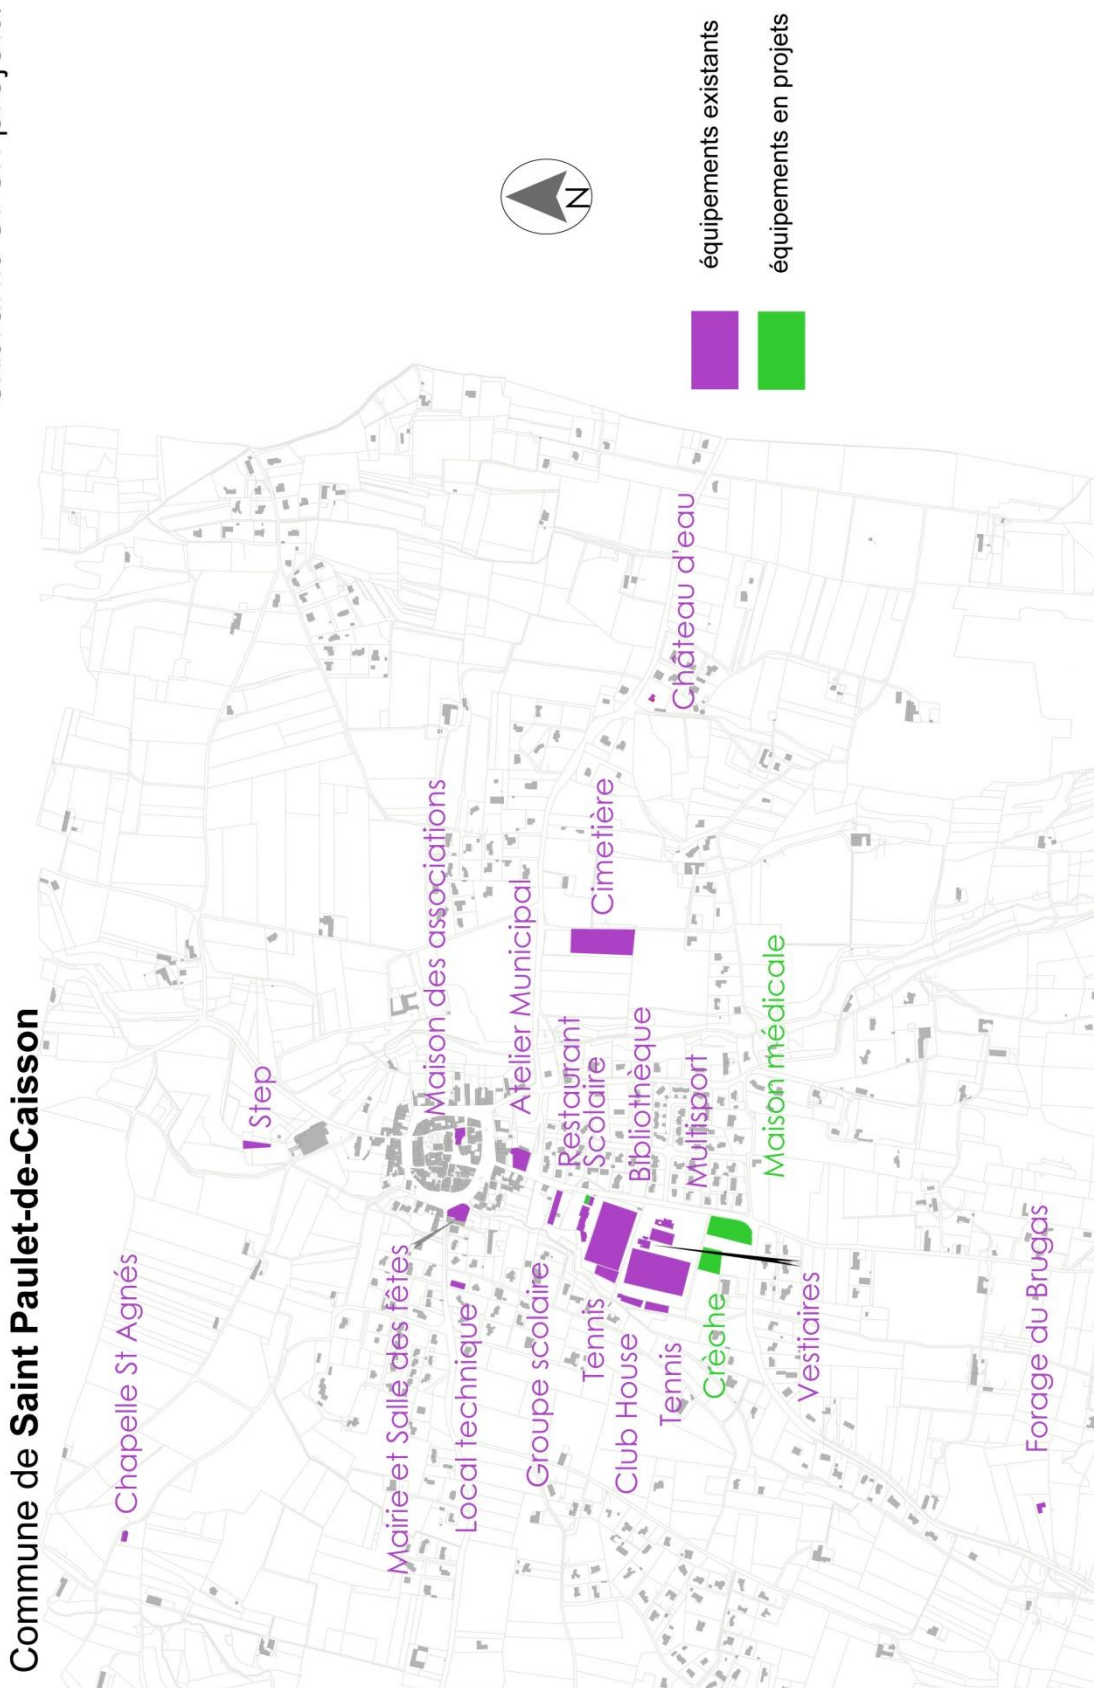 Commune de Saint Paulet-de-Caisson
Chapelle St Agnés
Step
Mairie et Salle des fêtes
Maison des associations
Local technique
Atelier Municipal
Groupe scolaire
Restaurant
Scolaire
Tennis
Cimetière
Club House
Bibliothèque
Tennis
Multisport
Château d'eau
Crèche
Maison médicale
Vestiaires
Forage du Brugas
N
équipements existants
équipements en projets